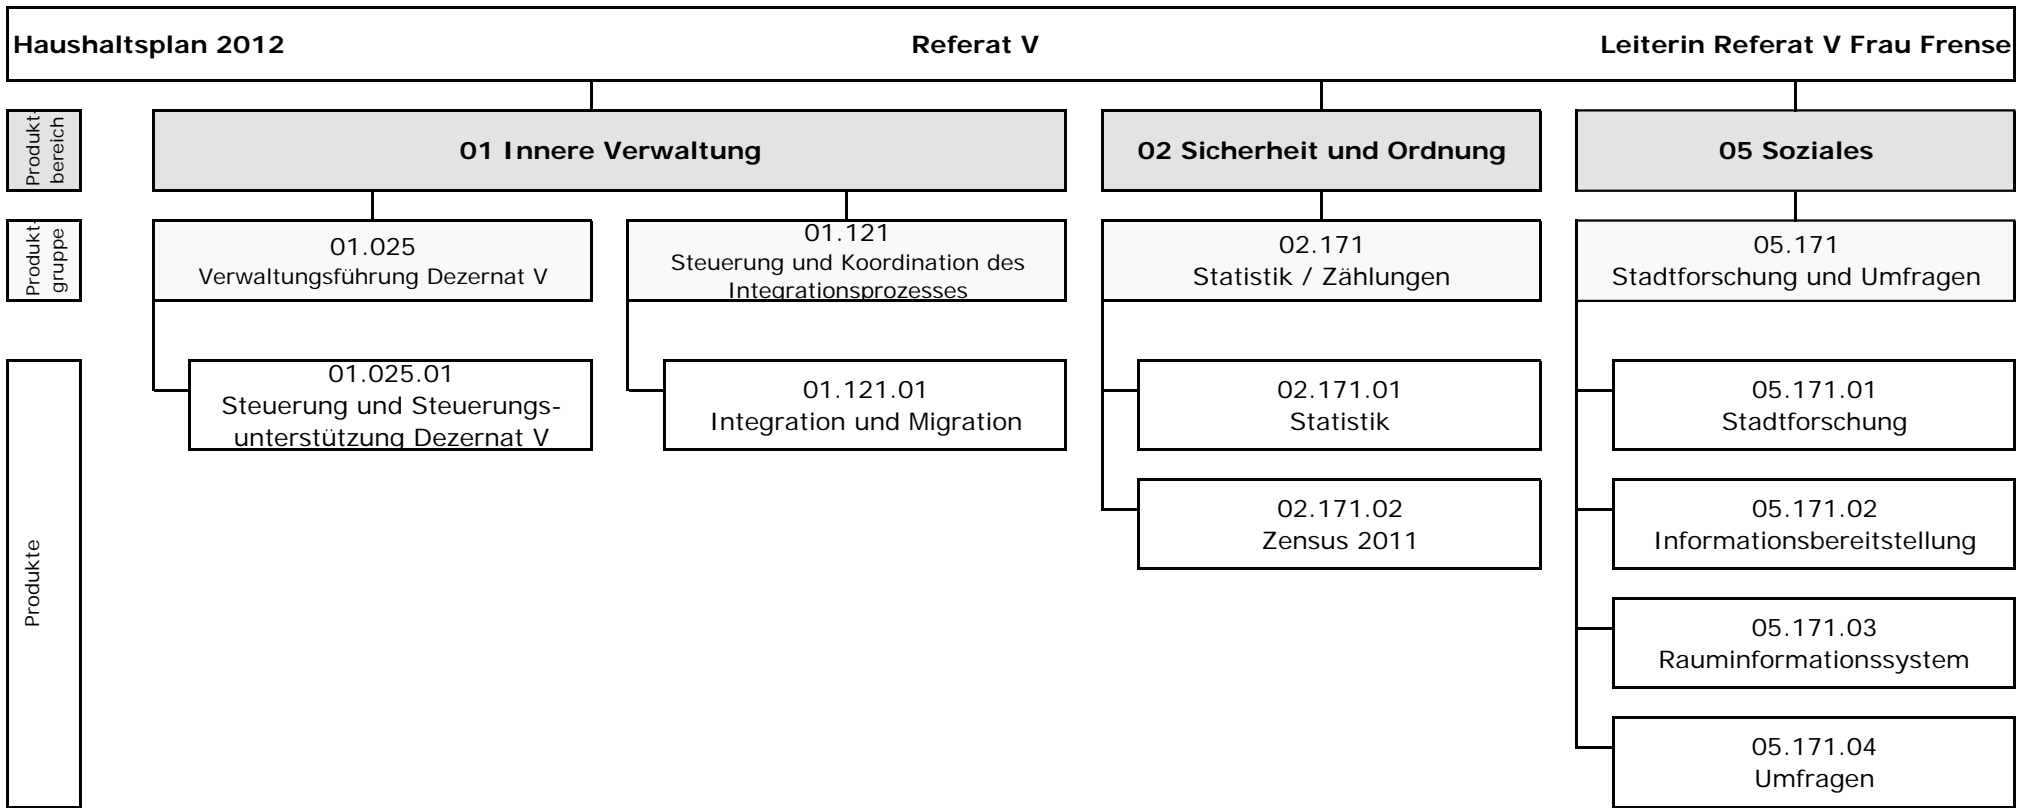 Haushaltsplan 2012 Referat V Leiterin Referat V Frau Frense
Produkt-
bereich
01 Innere Verwaltung
02 Sicherheit und Ordnung
05 Soziales
Produkt-
gruppe
01.025
Verwaltungsführung Dezernat V
01.121
Steuerung und Koordination des
Integrationsprozesses
02.171
Statistik / Zählungen
05.171
Stadtforschung und Umfragen
Produkte
01.025.01
Steuerung und Steuerungs-
unterstützung Dezernat V
01.121.01
Integration und Migration
02.171.01
Statistik
05.171.01
Stadtforschung
02.171.02
Zensus 2011
05.171.02
Informationsbereitstellung
05.171.03
Rauminformationssystem
05.171.04
Umfragen